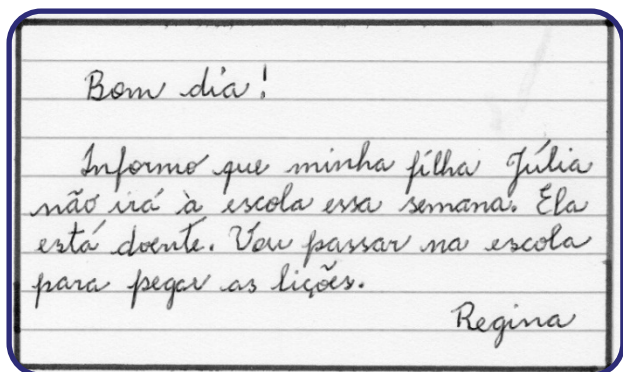 Bom dia!
Informo que minha filha Júlia
não irá à escola essa semana. Ela
está doente. Vou passar na escola
para pegar as lições.
Regina